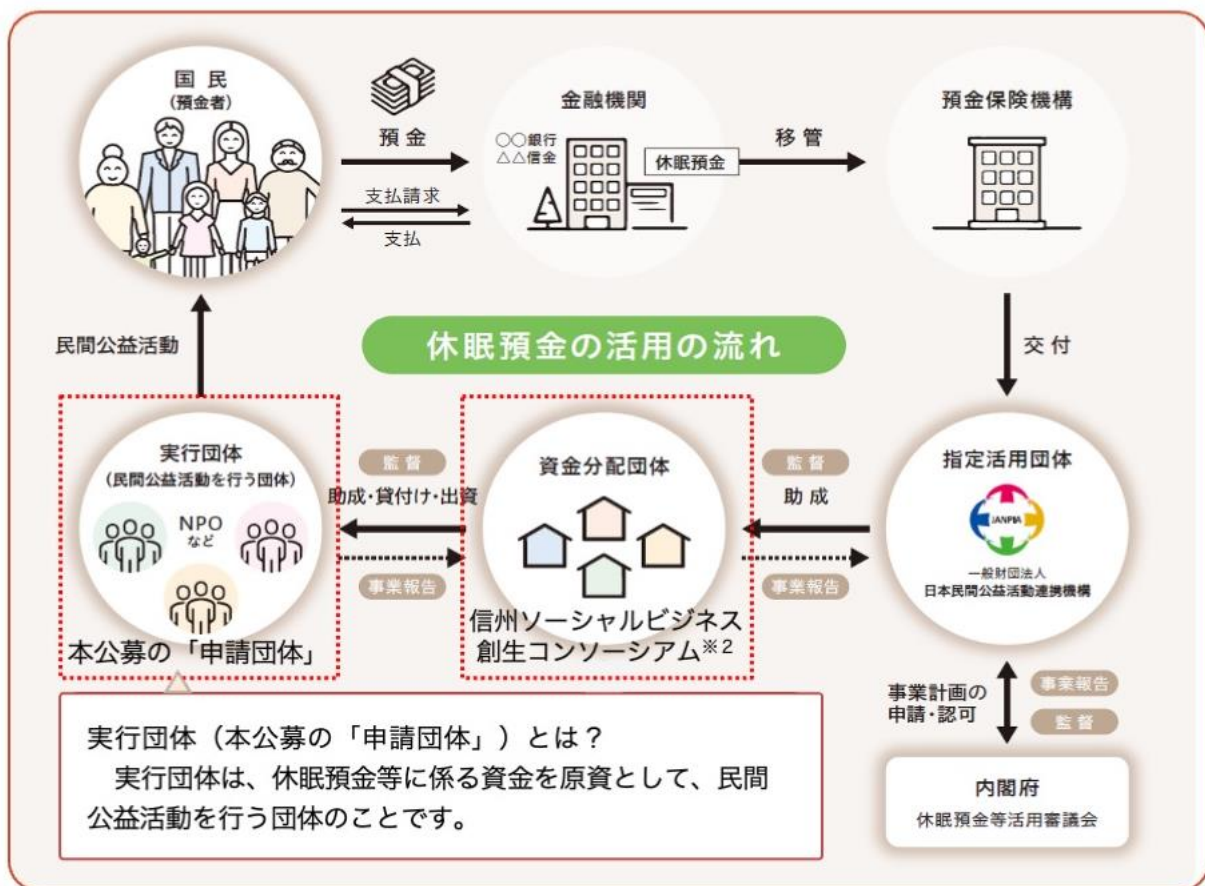 国民
(預金者)
預金
支払請求
支払
金融機関
○○銀行
△△信金
休眠預金
移管
預金保険機構
民間公益活動
休眠預金の活用の流れ
交付
実行団体
(民間公益活動を行う団体)
NPO
など
本公募の「申請団体」
監督
助成・貸付け・出資
事業報告
資金分配団体
信州ソーシャルビジネス
創生コンソーシアム※2
監督
助成
事業報告
指定活用団体
JANPIA
一般財団法人
日本民間公益活動連携機構
事業計画の
申請・認可
事業報告
監督
内閣府
休眠預金等活用審議会
実行団体(本公募の「申請団体」)とは?
実行団体は、休眠預金等に係る資金を原資として、民間
公益活動を行う団体のことです。